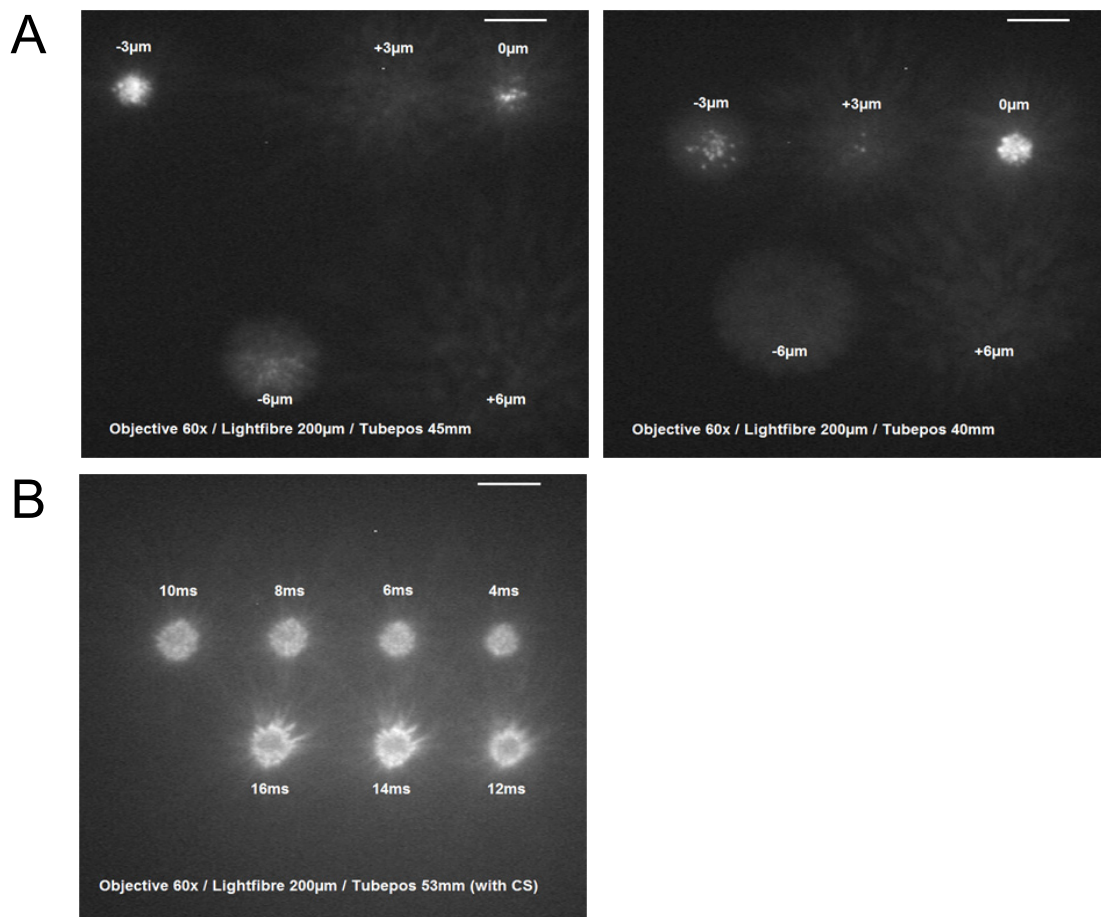 A
-3µm
+3µm
0µm
-6µm
+6µm
Objective 60x / Lightfibre 200µm / Tubepos 45mm
-3µm
+3µm
0µm
-6µm
+6µm
Objective 60x / Lightfibre 200µm / Tubepos 40mm
B
10ms
8ms
6ms
4ms
16ms
14ms
12ms
Objective 60x / Lightfibre 200µm / Tubepos 53mm (with CS)